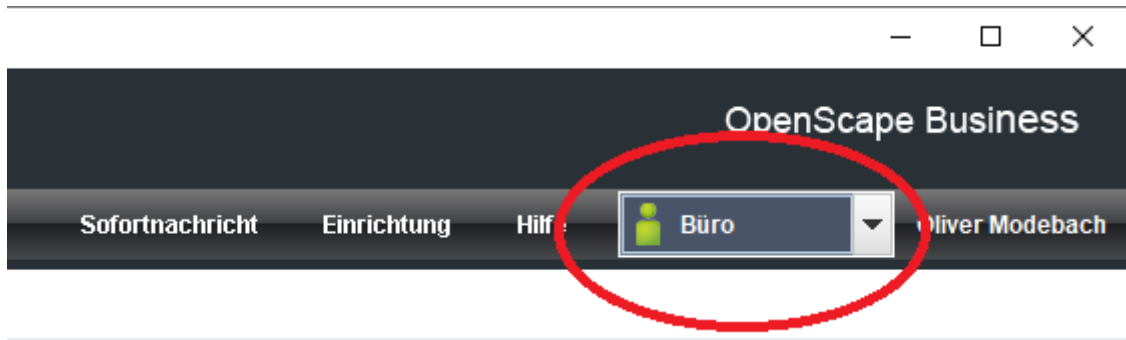 OpenScape Business
Sofortnachricht Einrichtung Hilfe Büro Oliver Modebach